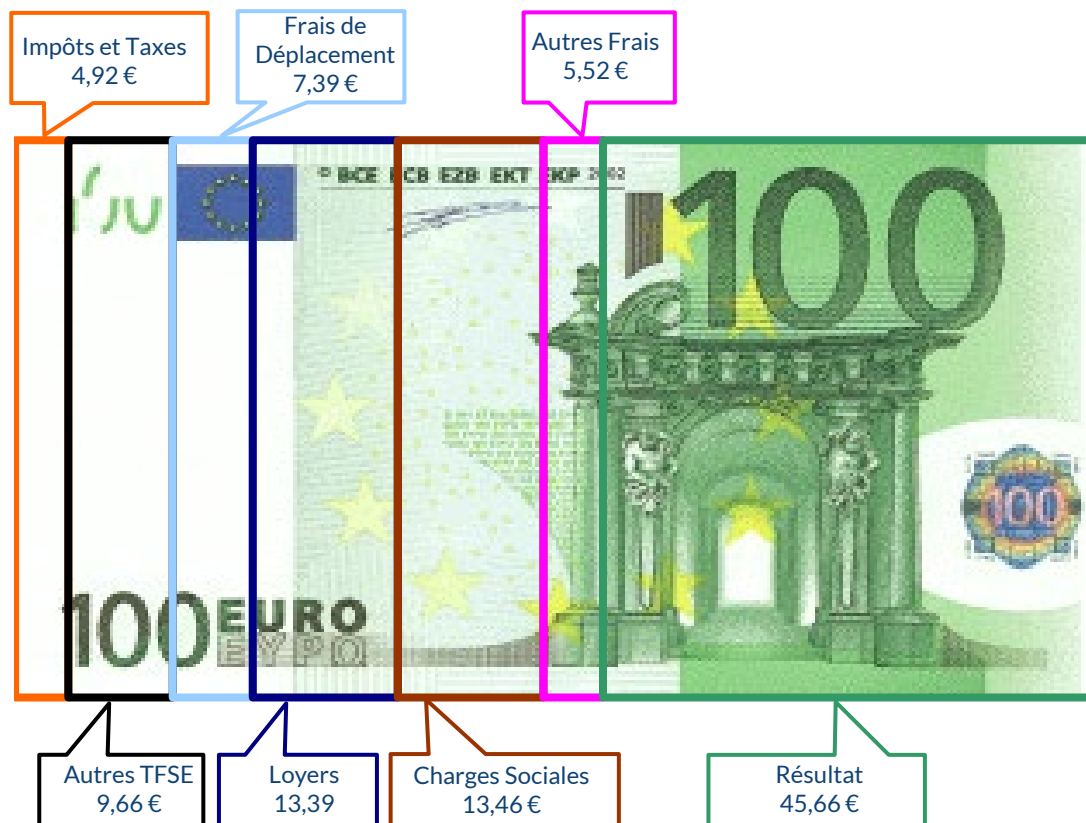 Impôts et Taxes
4,92 €
Frais de
Déplacement
7,39 €
Autres Frais
5,52 €
© BCE ECB EZB EKT EKP 2002
100
100
100 EURO
ΕΥΡΩ
Autres TFSE
9,66 €
Loyers
13,39
Charges Sociales
13,46 €
Résultat
45,66 €